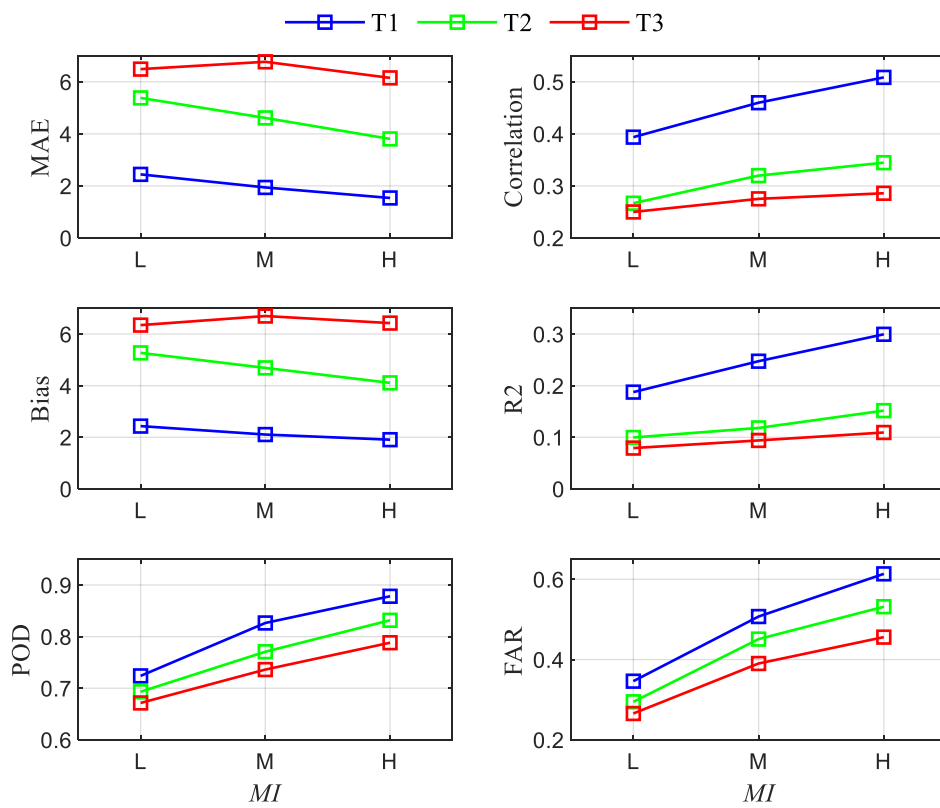 T1 T2 T3
MAE
6
4
2
0
L M H
Correlation
0.5
0.4
0.3
0.2
L M H
Bias
6
4
2
0
L M H
R2
0.3
0.2
0.1
0
L M H
POD
0.9
0.8
0.7
0.6
L M H
MI
FAR
0.6
0.4
0.2
L M H
MI